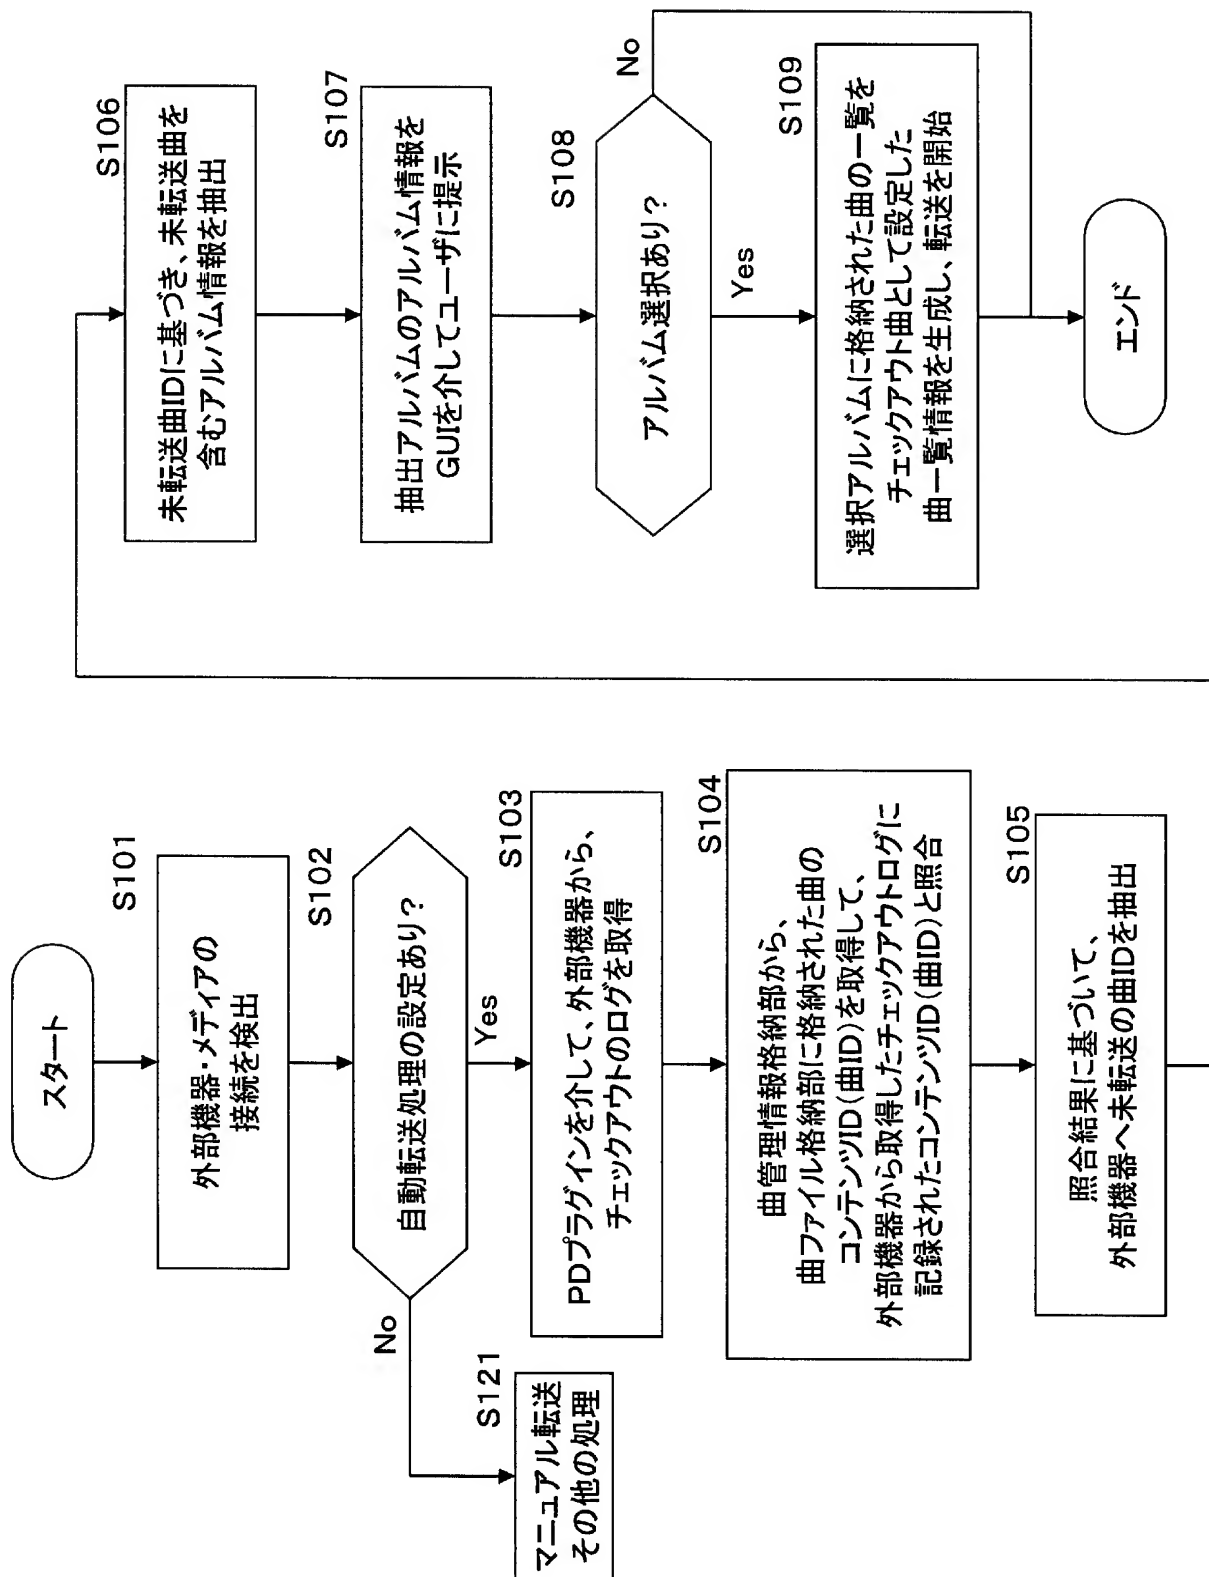 スタート
S101
外部機器・メディアの
接続を検出
S102
自動転送処理の設定あり？
No
Yes
S121
マニュアル転送
その他の処理
S103
PDプラグインを介して、外部機器から、
チェックアウトのログを取得
S104
曲管理情報格納部から、
曲ファイル格納部に格納された曲の
コンテンツID(曲ID)を取得して、
外部機器から取得したチェックアウトログに
記録されたコンテンツID(曲ID)と照合
S105
照合結果に基づいて、
外部機器へ未転送の曲IDを抽出
S106
未転送曲IDに基づき、未転送曲を
含むアルバム情報を抽出
S107
抽出アルバムのアルバム情報を
GUIを介してユーザに提示
S108
アルバム選択あり？
No
Yes
S109
選択アルバムに格納された曲の一覧を
チェックアウト曲として設定した
曲一覧情報を生成し、転送を開始
エンド